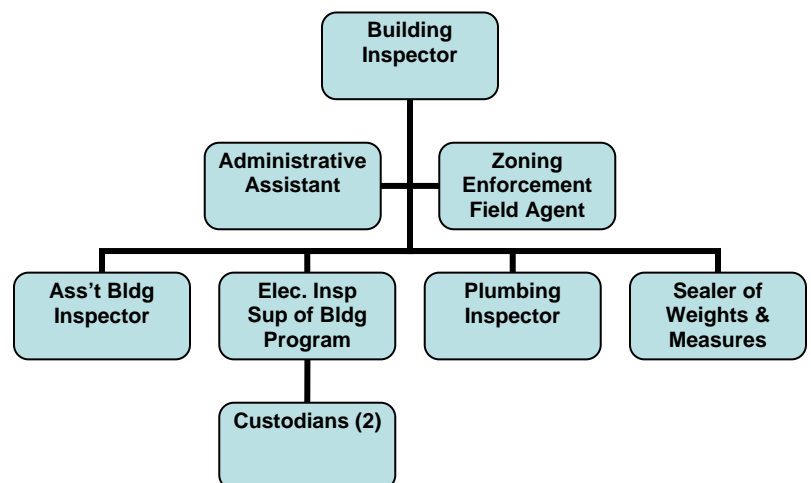 Building
Inspector
Administrative
Assistant
Zoning
Enforcement
Field Agent
Ass't Bldg
Inspector
Elec. Insp
Sup of Bldg
Program
Plumbing
Inspector
Sealer of
Weights &
Measures
Custodians (2)